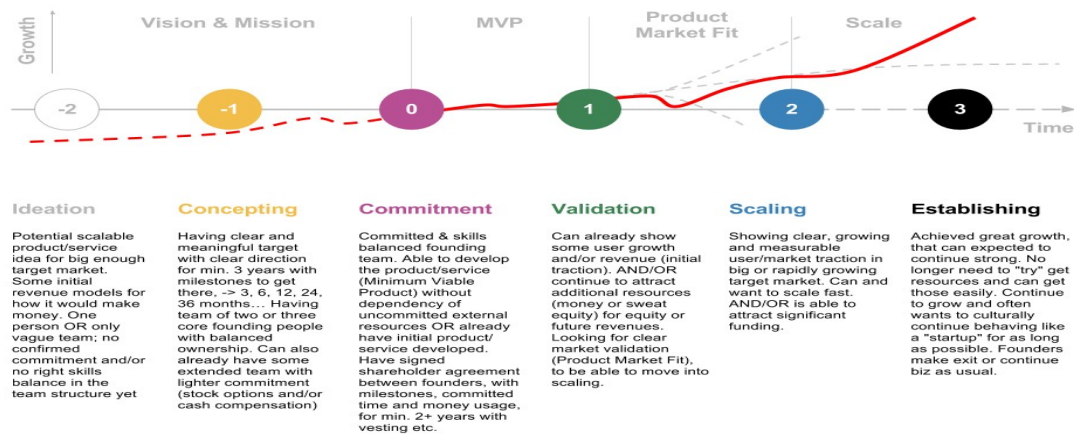 Growth
Vision & Mission
MVP
Product
Market Fit
Scale
-2
-1
0
1
2
3
Time
Ideation
Potential scalable
product/service
idea for big enough
target market.
Some initial
revenue models for
how it would make
money. One
person OR only
vague team; no
confirmed
commitment and/or
no right skills
balance in the
team structure yet
Concepting
Having clear and
meaningful target
with clear direction
for min. 3 years with
milestones to get
there, -> 3, 6, 12, 24,
36 months... Having
team of two or three
core founding people
with balanced
ownership. Can also
already have some
extended team with
lighter commitment
(stock options and/or
cash compensation)
Commitment
Committed & skills
balanced founding
team. Able to develop
the product/service
(Minimum Viable
Product) without
dependency of
uncommitted external
resources OR already
have initial product/
service developed.
Have signed
shareholder agreement
between founders, with
milestones, committed
time and money usage,
for min. 2+ years with
vesting etc.
Validation
Can already show
some user growth
and/or revenue (initial
traction). AND/OR
continue to attract
additional resources
(money or sweat
equity) for equity or
future revenues.
Looking for clear
market validation
(Product Market Fit),
to be able to move into
scaling.
Scaling
Showing clear, growing
and measurable
user/market traction in
big or rapidly growing
target market. Can and
want to scale fast.
AND/OR is able to
attract significant
funding.
Establishing
Achieved great growth,
that can expected to
continue strong. No
longer need to "try" get
resources and can get
those easily. Continue
to grow and often
wants to culturally
continue behaving like
a "startup" for as long
as possible. Founders
make exit or continue
biz as usual.